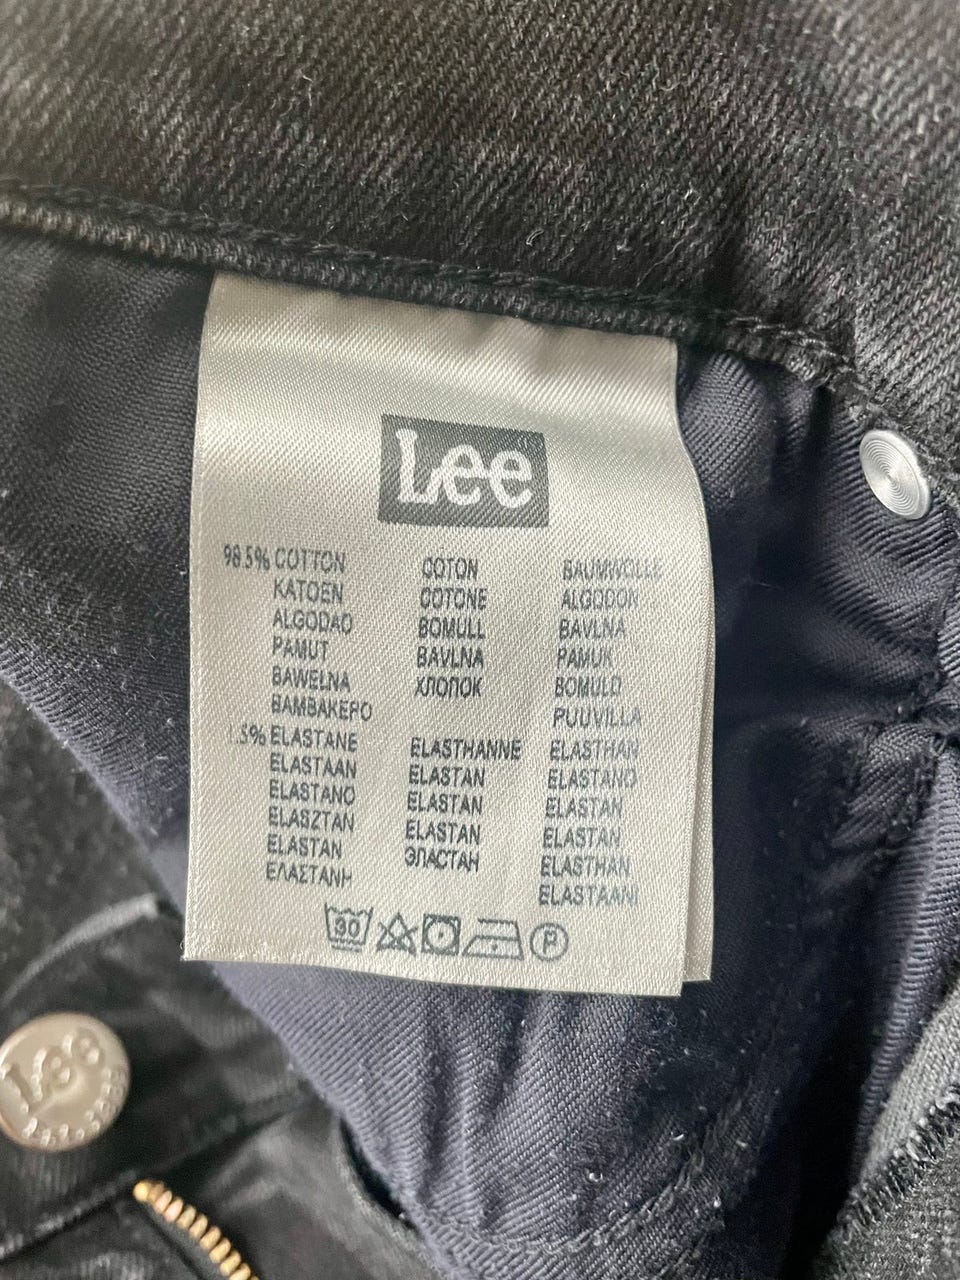 Lee
98.5% COTTON COTON BAUMWOLLE
KATOEN COTONE ALGODON
ALGODAO BOMULL BAVLNA
PAMUT BAVLNA PAMUK
BAWEŁNA ХЛОПОК BOMULD
ΒΑΜΒΑΚΕΡΟ PUUVILLA
1.5% ELASTANE ELASTHANNE ELASTHAN
ELASTAAN ELASTAN ELASTANO
ELASTANO ELASTAN ELASTAN
ELASZTAN ELASTAN ELASTAN
ELASTAN ЭЛАСТАН ELASTHAN
ΕΛΑΣΤΑΝΗ ELASTAANI
30 P
Lee